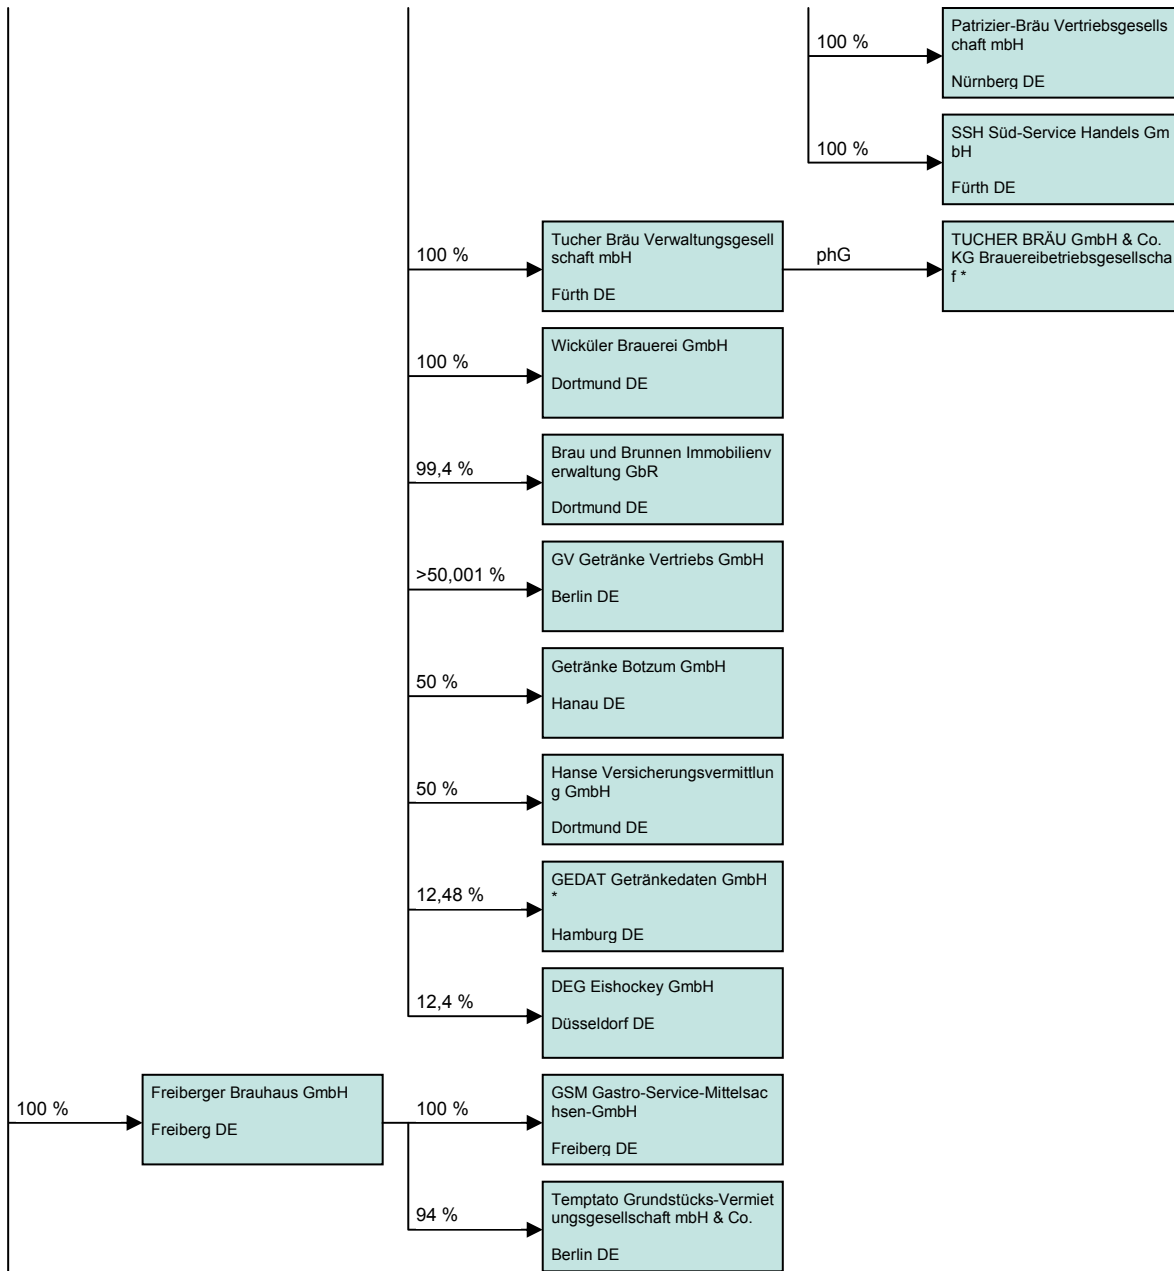 100 %
Patrizier-Bräu Vertriebsgesells
chaft mbH
Nürnberg DE
100 %
SSH Süd-Service Handels Gm
bH
Fürth DE
100 %
Tucher Bräu Verwaltungsgesell
schaft mbH
Fürth DE
phG
TUCHER BRÄU GmbH & Co.
KG Brauereibetriebsgesellscha
f *
100 %
Wicküler Brauerei GmbH
Dortmund DE
99,4 %
Brau und Brunnen Immobilienv
erwaltung GbR
Dortmund DE
>50,001 %
GV Getränke Vertriebs GmbH
Berlin DE
50 %
Getränke Botzum GmbH
Hanau DE
50 %
Hanse Versicherungsvermittlun
g GmbH
Dortmund DE
12,48 %
GEDAT Getränkedaten GmbH
*
Hamburg DE
12,4 %
DEG Eishockey GmbH
Düsseldorf DE
100 %
Freiberger Brauhaus GmbH
Freiberg DE
100 %
GSM Gastro-Service-Mittelsac
hsen-GmbH
Freiberg DE
94 %
Temptato Grundstücks-Vermiet
ungsgesellschaft mbH & Co.
Berlin DE